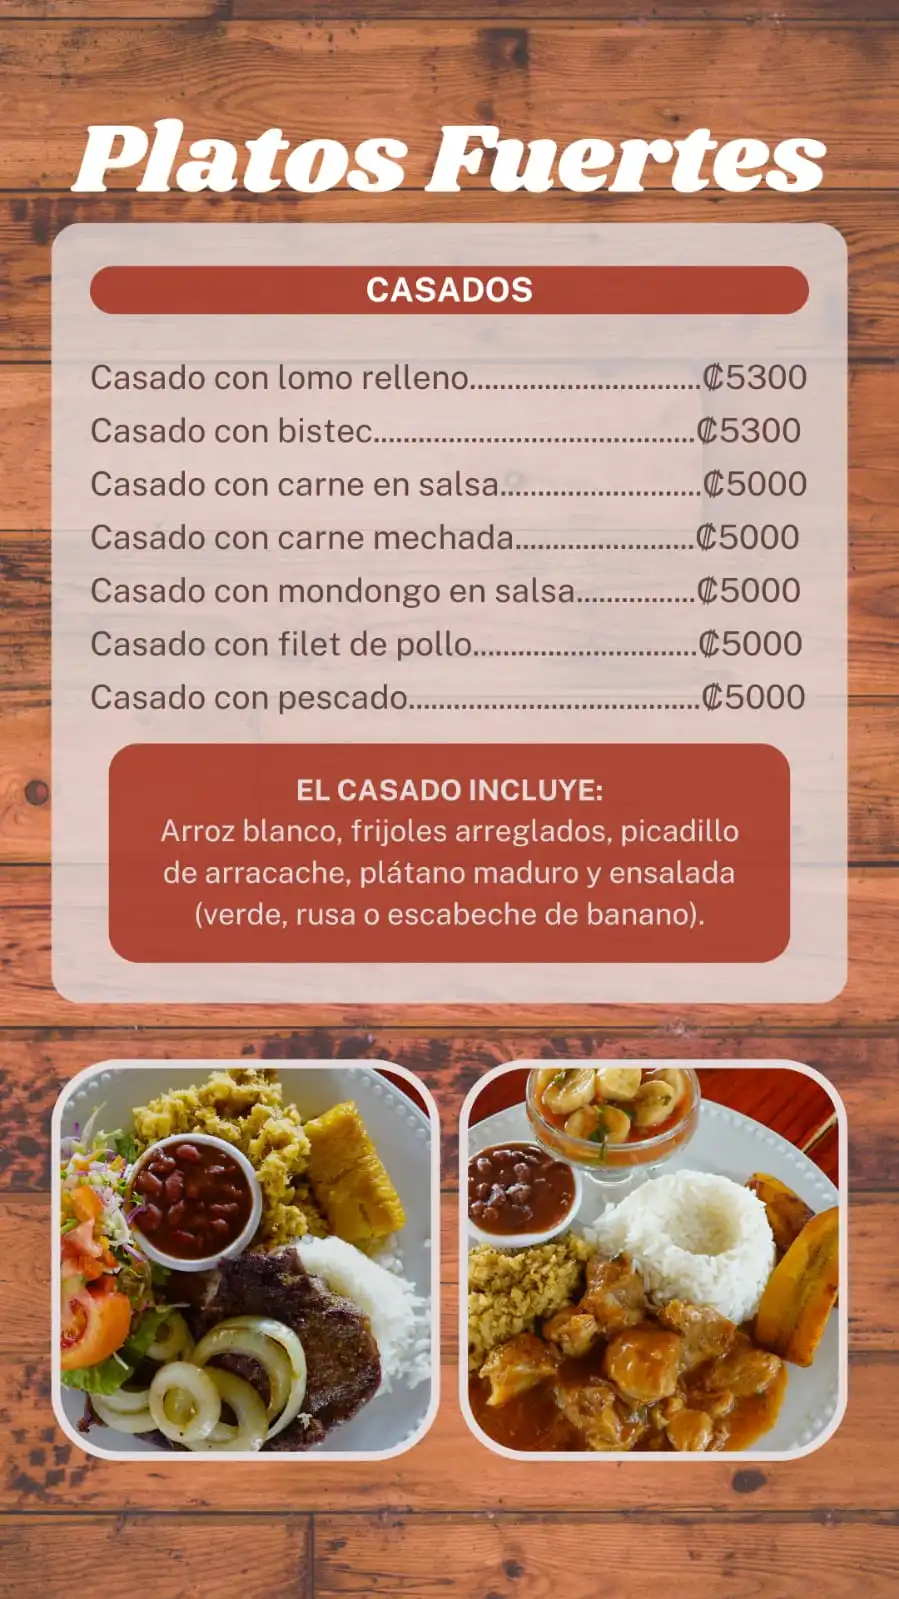 Platos Fuertes
CASADOS
Casado con lomo relleno...............................₡5300
Casado con bistec...........................................₡5300
Casado con carne en salsa...........................₡5000
Casado con carne mechada........................₡5000
Casado con mondongo en salsa................₡5000
Casado con filet de pollo..............................₡5000
Casado con pescado.......................................₡5000
EL CASADO INCLUYE:
Arroz blanco, frijoles arreglados, picadillo
de arracache, plátano maduro y ensalada
(verde, rusa o escabeche de banano).